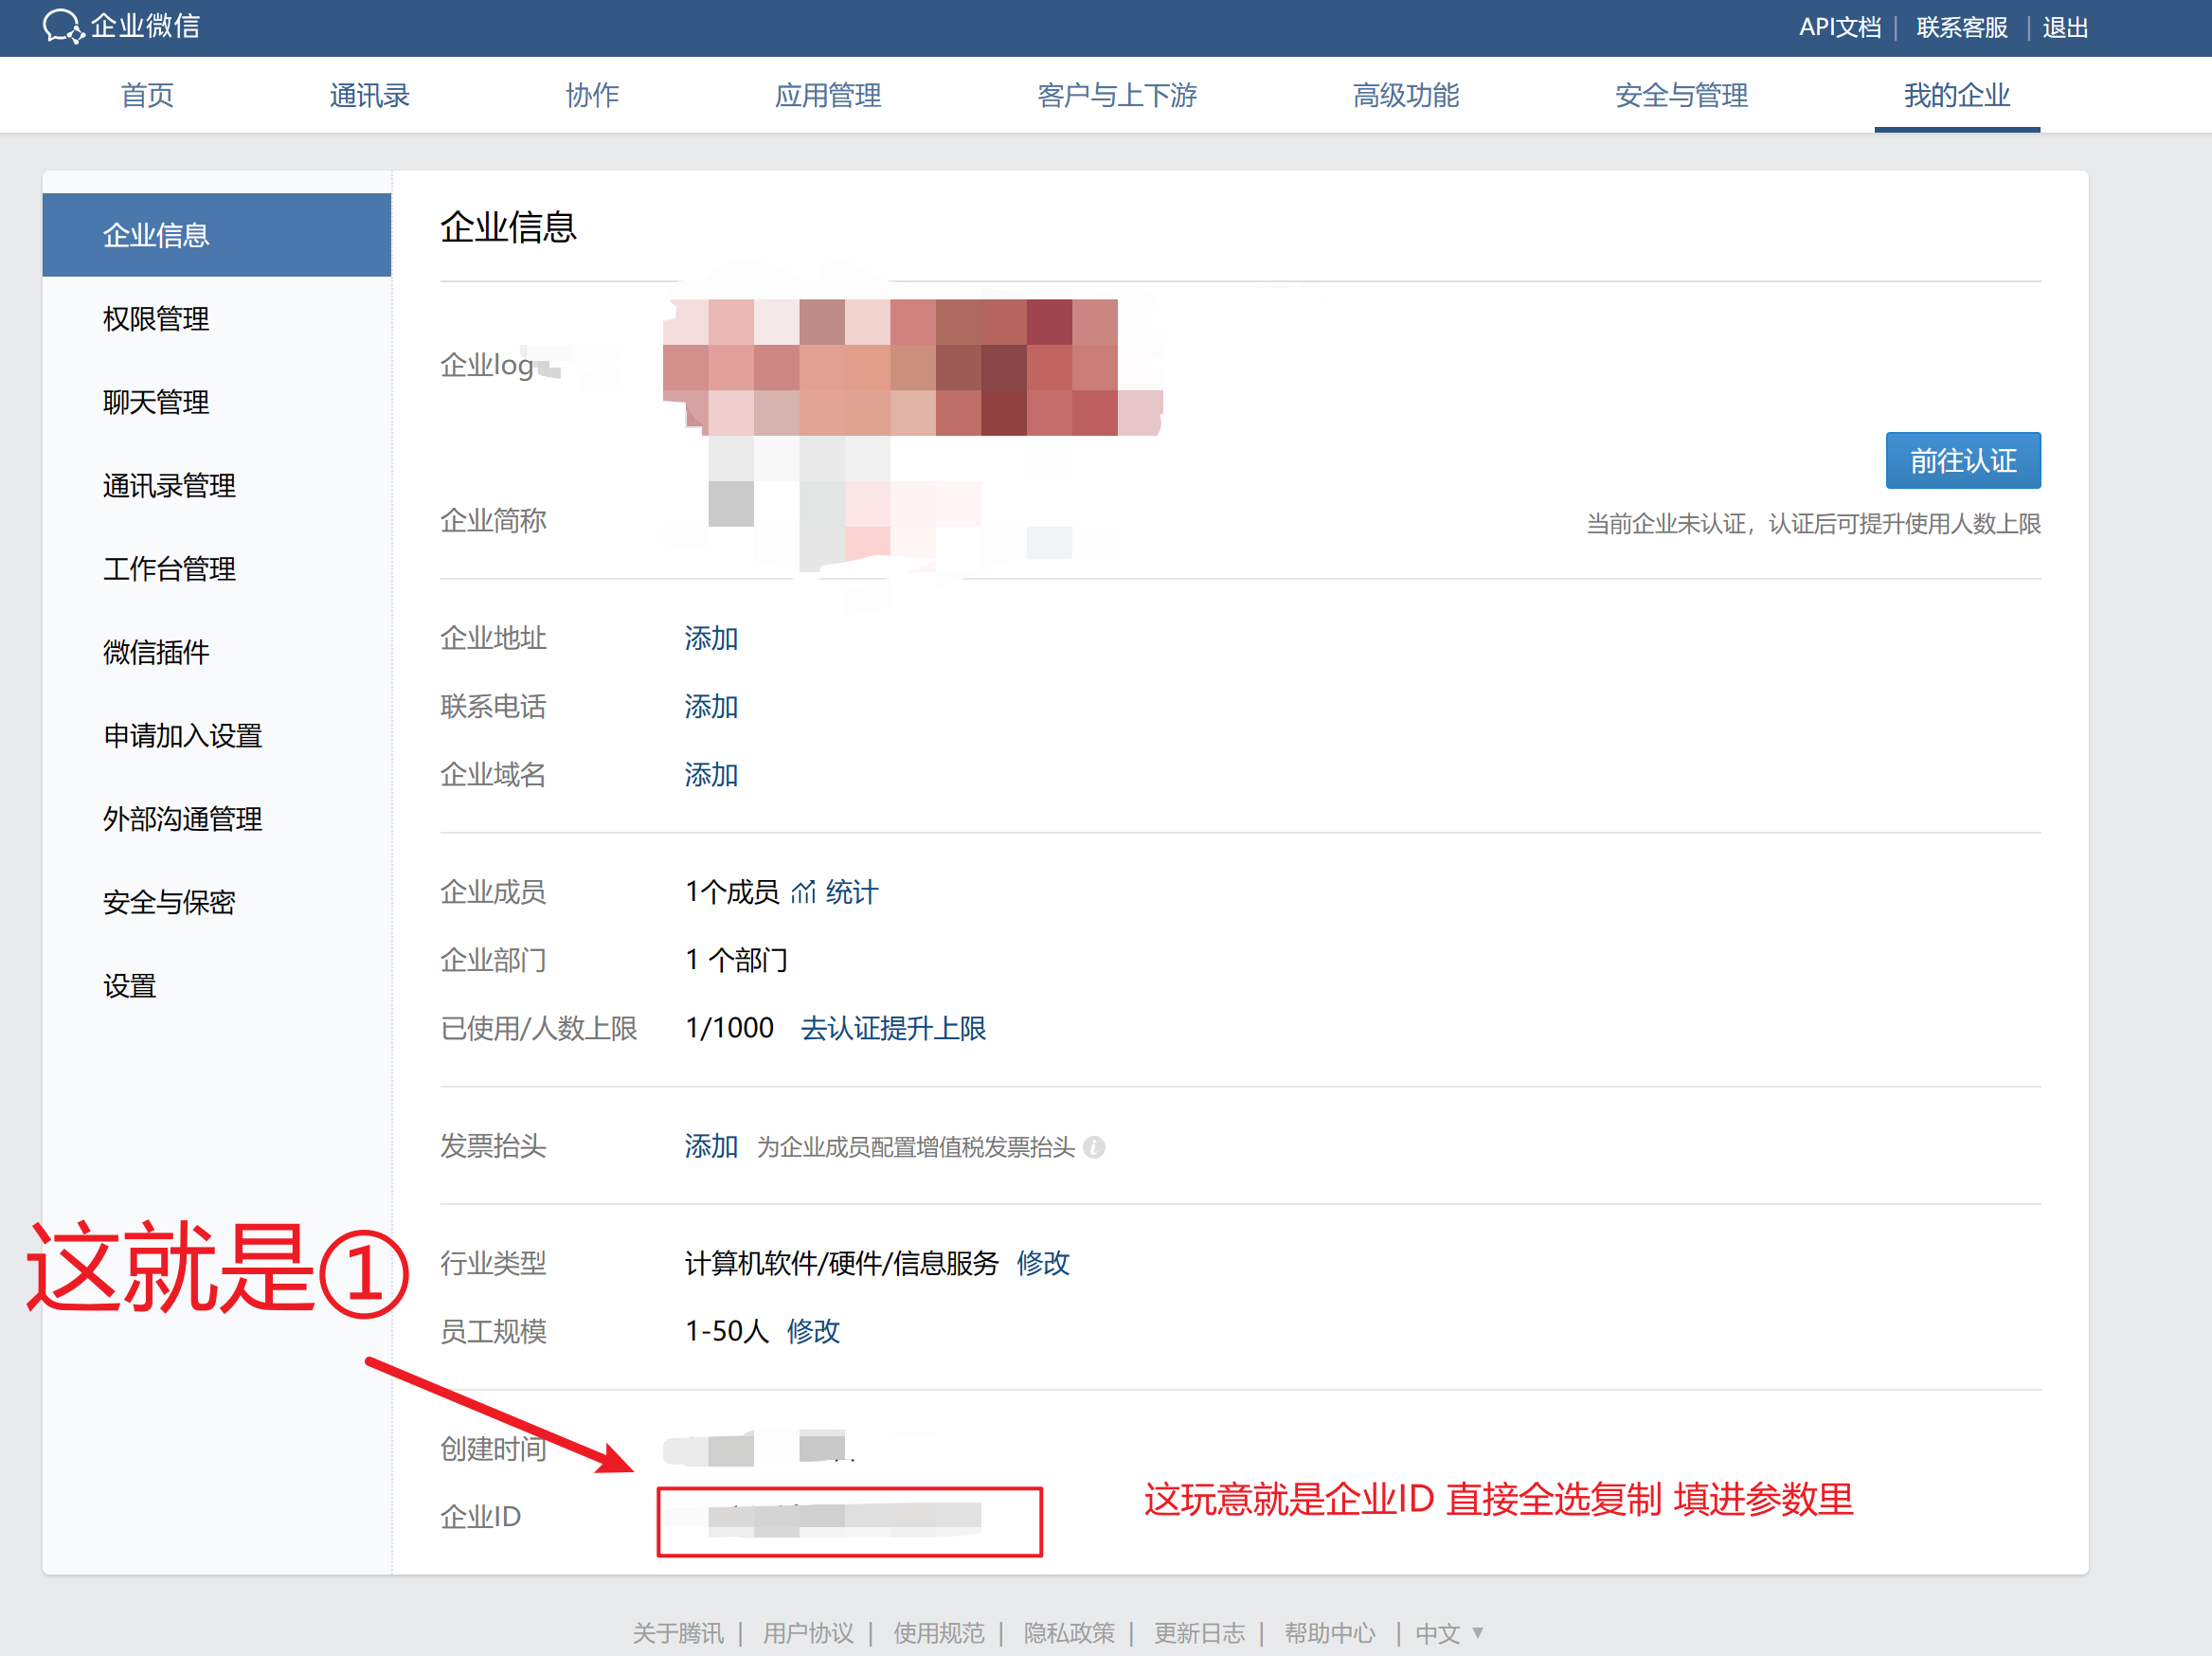 企业微信
API文档 | 联系客服 | 退出
首页 通讯录 协作 应用管理 客户与上下游 高级功能 安全与管理 我的企业
企业信息
权限管理
聊天管理
通讯录管理
工作台管理
微信插件
申请加入设置
外部沟通管理
安全与保密
设置
企业信息
企业log
前往认证
企业简称
当前企业未认证，认证后可提升使用人数上限
企业地址 添加
联系电话 添加
企业域名 添加
企业成员 1个成员 统计
企业部门 1 个部门
已使用/人数上限 1/1000 去认证提升上限
发票抬头 添加 为企业成员配置增值税发票抬头
这就是①
行业类型 计算机软件/硬件/信息服务 修改
员工规模 1-50人 修改
创建时间
企业ID
这玩意就是企业ID 直接全选复制 填进参数里
关于腾讯 | 用户协议 | 使用规范 | 隐私政策 | 更新日志 | 帮助中心 | 中文 ▼